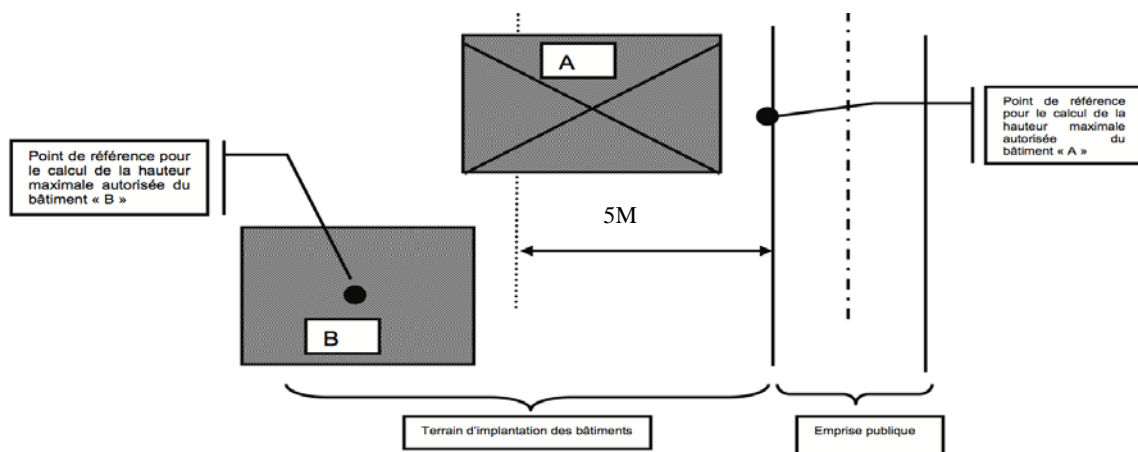 A
Point de référence
pour le calcul de la
hauteur maximale
autorisée du
bâtiment « A »
Point de référence pour
le calcul de la hauteur
maximale autorisée du
bâtiment « B »
5M
B
Terrain d'implantation des bâtiments
Emprise publique